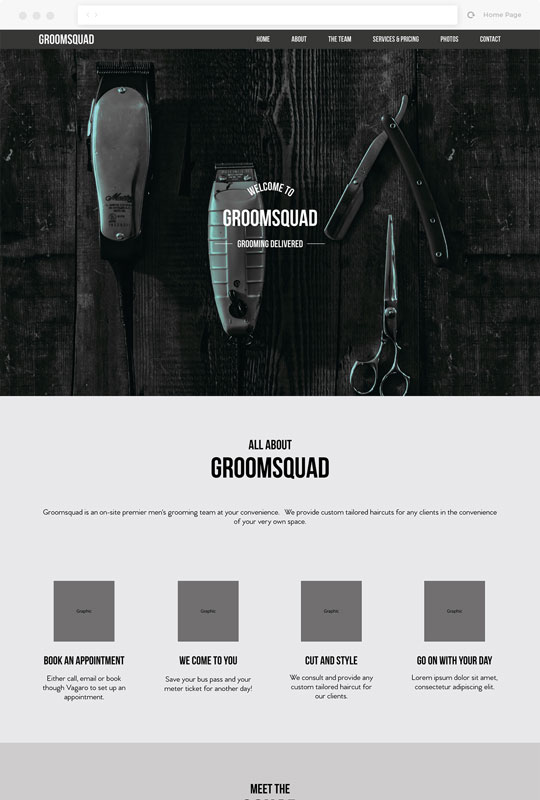 Home Page
GROOMSQUAD
HOME ABOUT THE TEAM SERVICES & PRICING PHOTOS CONTACT
WELCOME TO
GROOMSQUAD
GROOMING DELIVERED
ALL ABOUT
GROOMSQUAD
Groomsquad is an on-site premier men's grooming team at your convenience. We provide custom tailored haircuts for any clients in the convenience
of your very own space.
Graphic
BOOK AN APPOINTMENT
Either call, email or book
though Vagaro to set up an
appointment.
Graphic
WE COME TO YOU
Save your bus pass and your
meter ticket for another day!
Graphic
CUT AND STYLE
We consult and provide any
custom tailored haircut for
our clients.
Graphic
GO ON WITH YOUR DAY
Lorem ipsum dolor sit amet,
consectetur adipiscing elit.
MEET THE